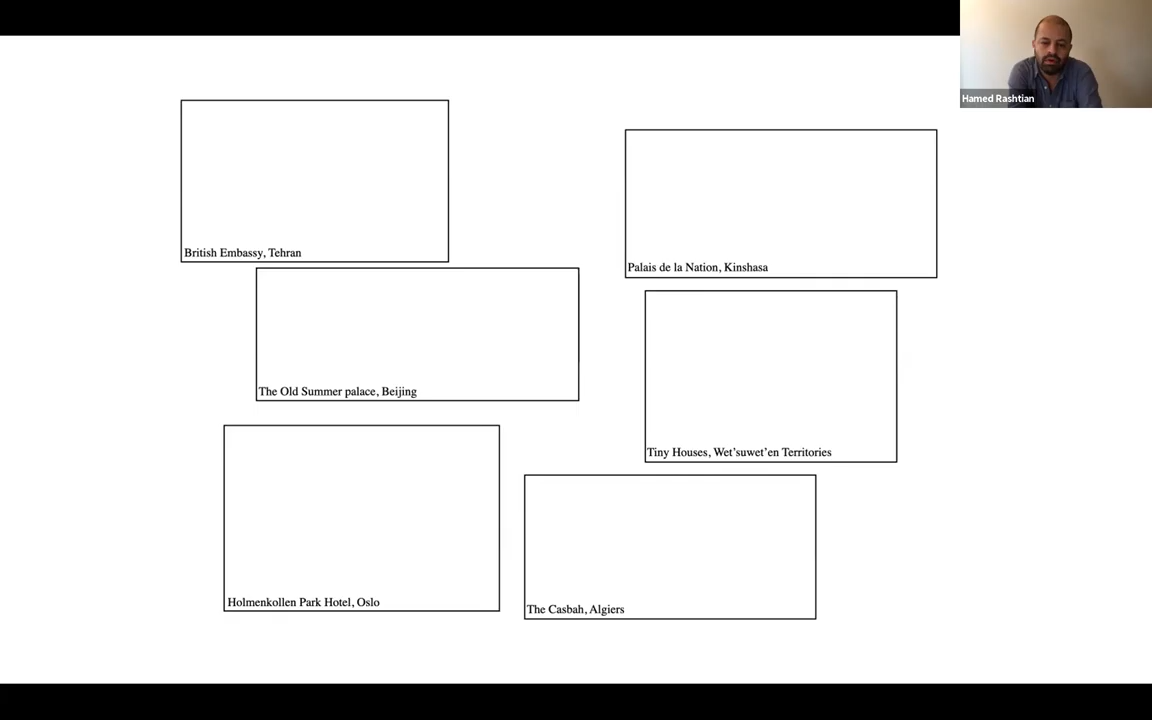 Hamed Rashtian
British Embassy, Tehran
Palais de la Nation, Kinshasa
The Old Summer palace, Beijing
Tiny Houses, Wet’suwet’en Territories
Holmenkollen Park Hotel, Oslo
The Casbah, Algiers